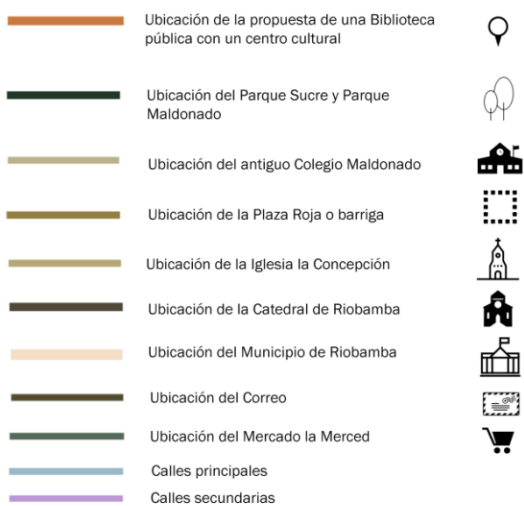 Ubicación de la propuesta de una Biblioteca
pública con un centro cultural
Ubicación del Parque Sucre y Parque
Maldonado
Ubicación del antiguo Colegio Maldonado
Ubicación de la Plaza Roja o barriga
Ubicación de la Iglesia la Concepción
Ubicación de la Catedral de Riobamba
Ubicación del Municipio de Riobamba
Ubicación del Correo
Ubicación del Mercado la Merced
Calles principales
Calles secundarias